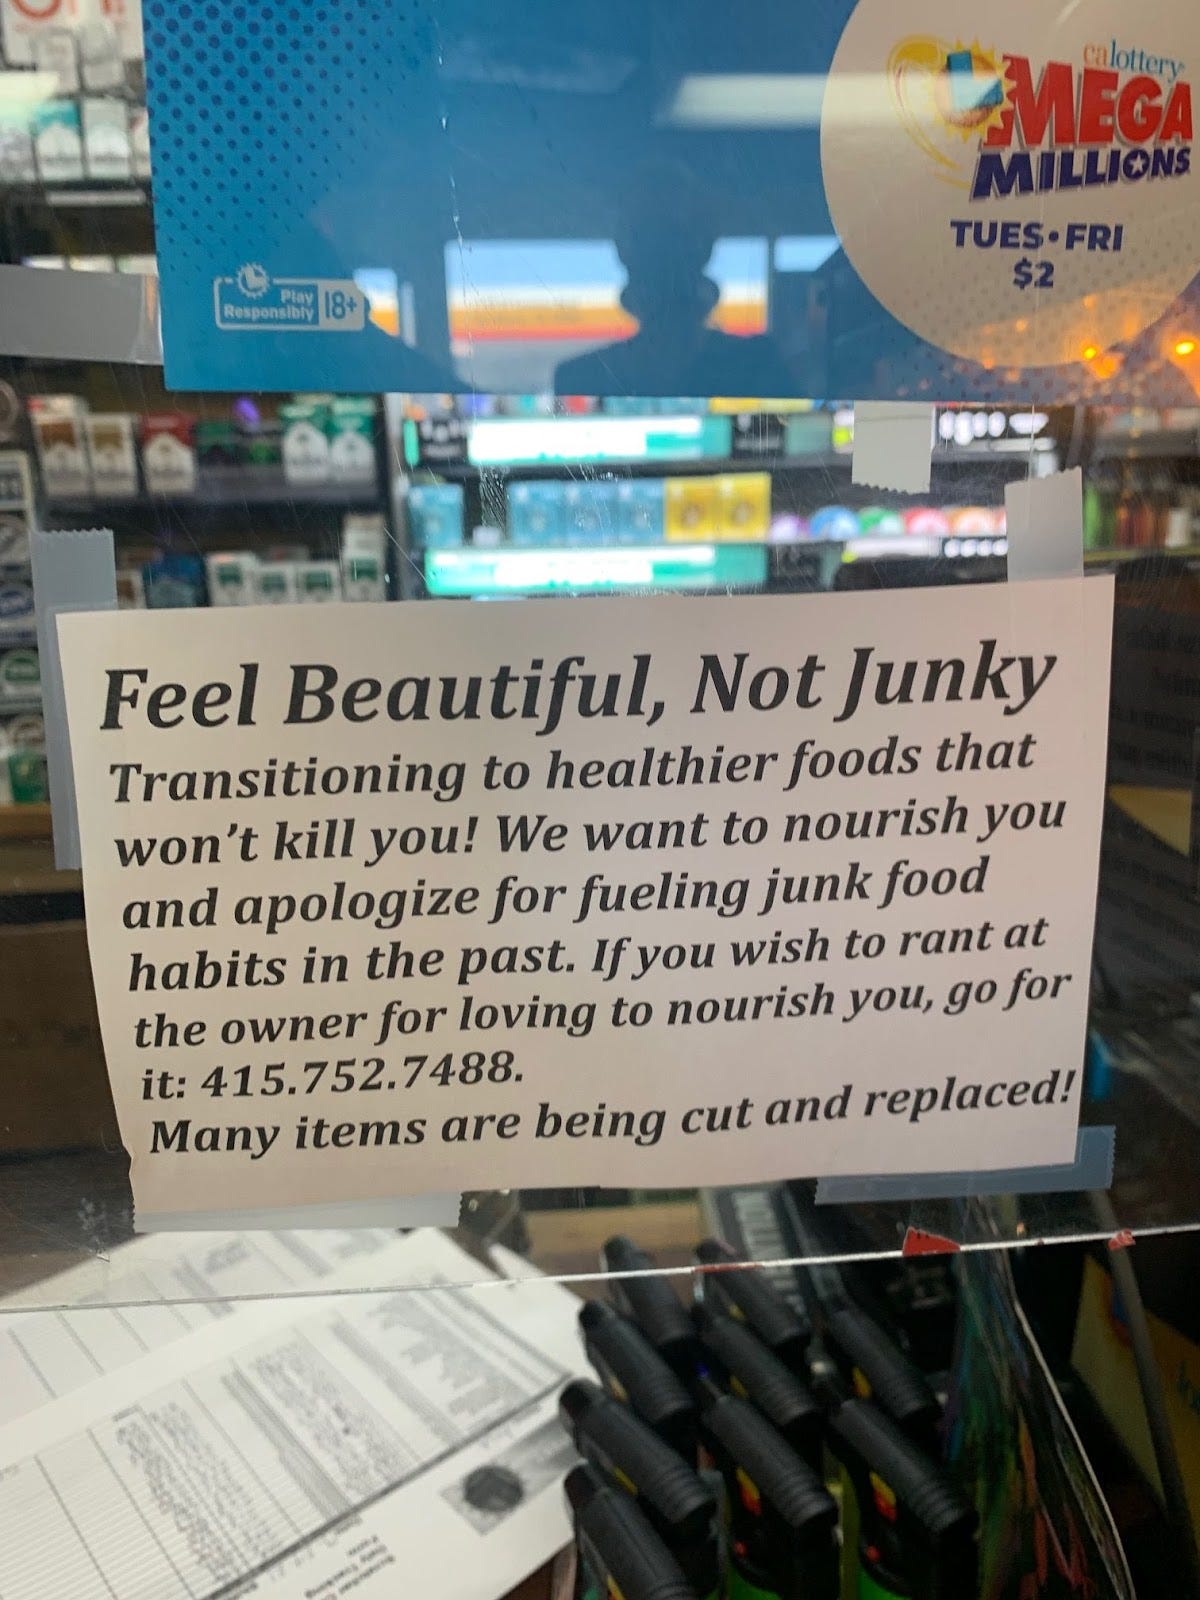 calottery
MEGA
MILLIONS
TUES•FRI
$2
Play
Responsibly
18+
Feel Beautiful, Not Junky
Transitioning to healthier foods that
won't kill you! We want to nourish you
and apologize for fueling junk food
habits in the past. If you wish to rant at
the owner for loving to nourish you, go for
it: 415.752.7488.
Many items are being cut and replaced!